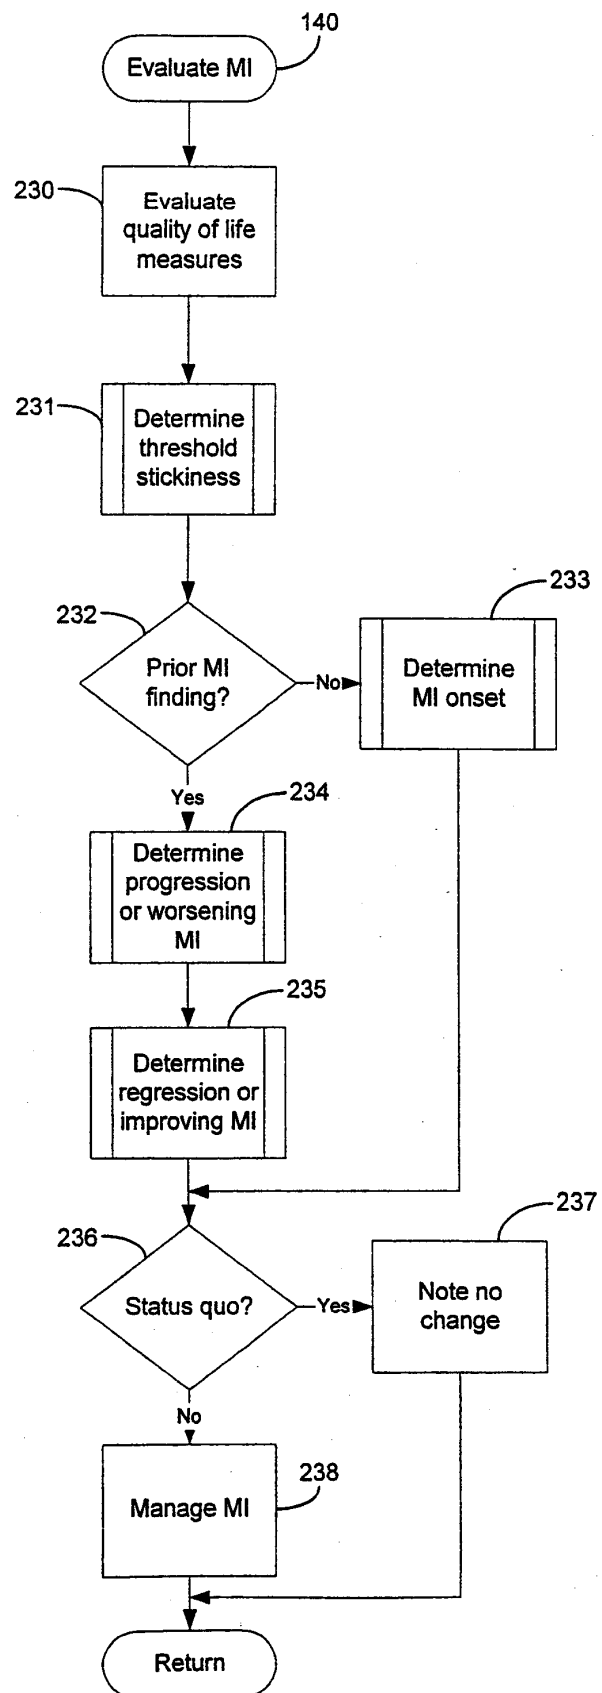 140
Evaluate MI
230
Evaluate
quality of life
measures
231
Determine
threshold
stickiness
232
Prior MI
finding?
No
233
Determine
MI onset
Yes
234
Determine
progression
or worsening
MI
235
Determine
regression or
improving MI
236
Status quo?
Yes
237
Note no
change
No
238
Manage MI
Return